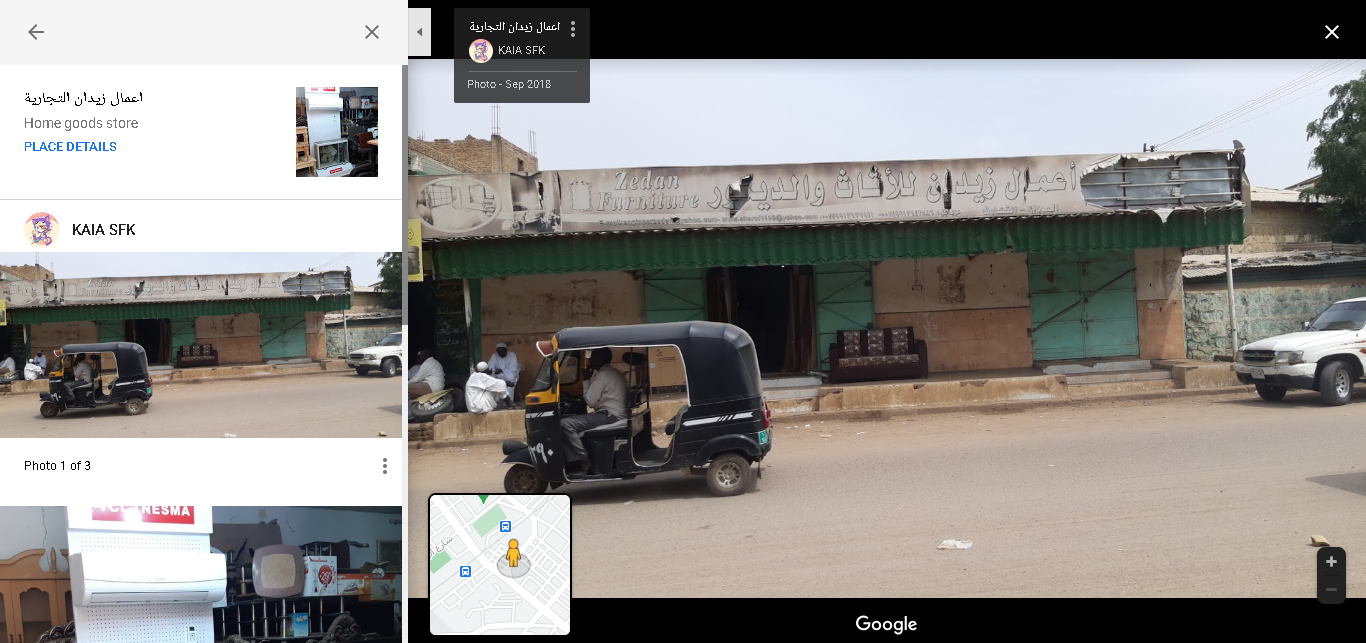 اعمال زيدان التجارية
Home goods store
PLACE DETAILS
KAIA SFK
Photo 1 of 3
NESMA
اعمال زيدان التجارية
KAIA SFK
Photo - Sep 2018
Zedan
Furniture
أعمال زيدان للأثاث والديكور
Google